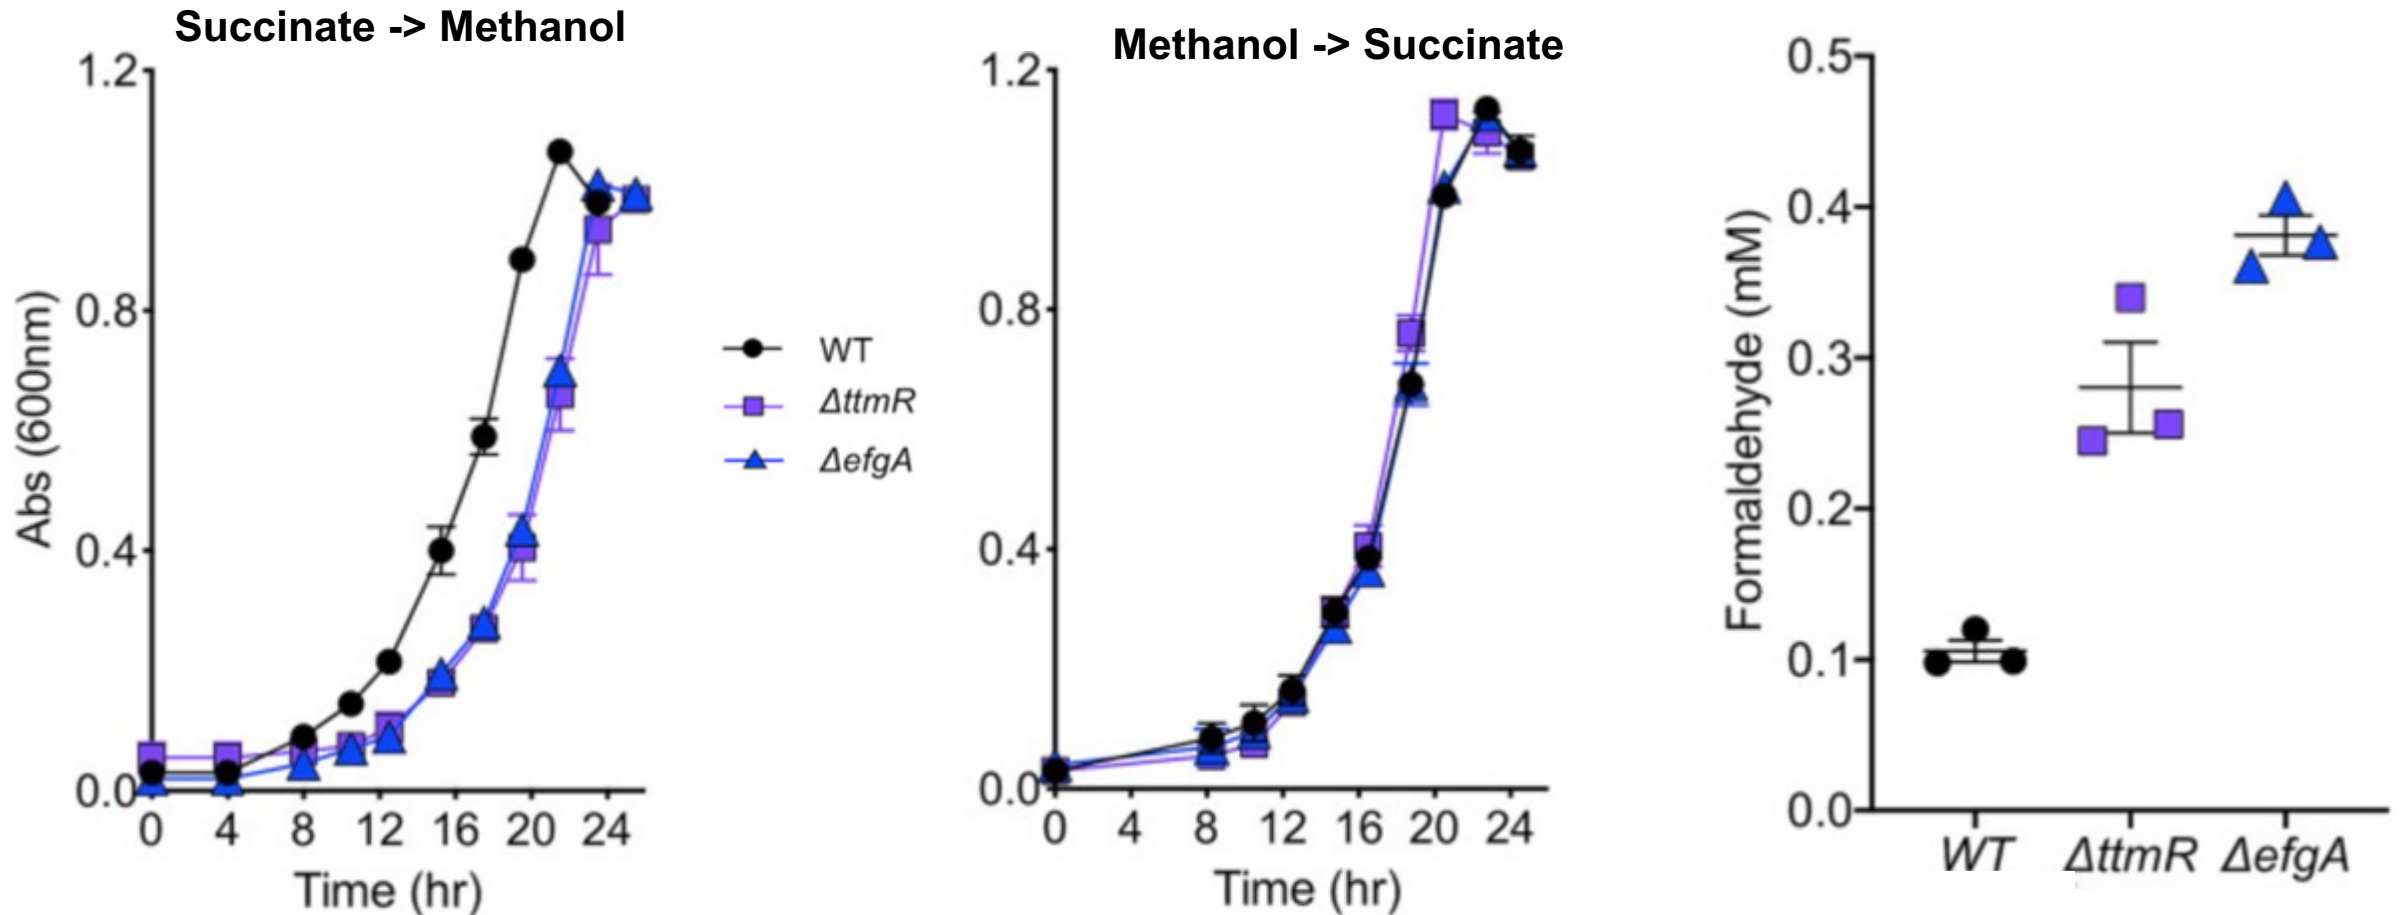 Succinate -> Methanol
1.2
0.8
0.4
0.0
0 4 8 12 16 20 24
Abs (600nm)
Time (hr)
WT
ΔttmR
ΔefgA
Methanol -> Succinate
1.2
0.8
0.4
0.0
0 4 8 12 16 20 24
Time (hr)
0.5
0.4
0.3
0.2
0.1
0.0
Formaldehyde (mM)
WT ΔttmR ΔefgA